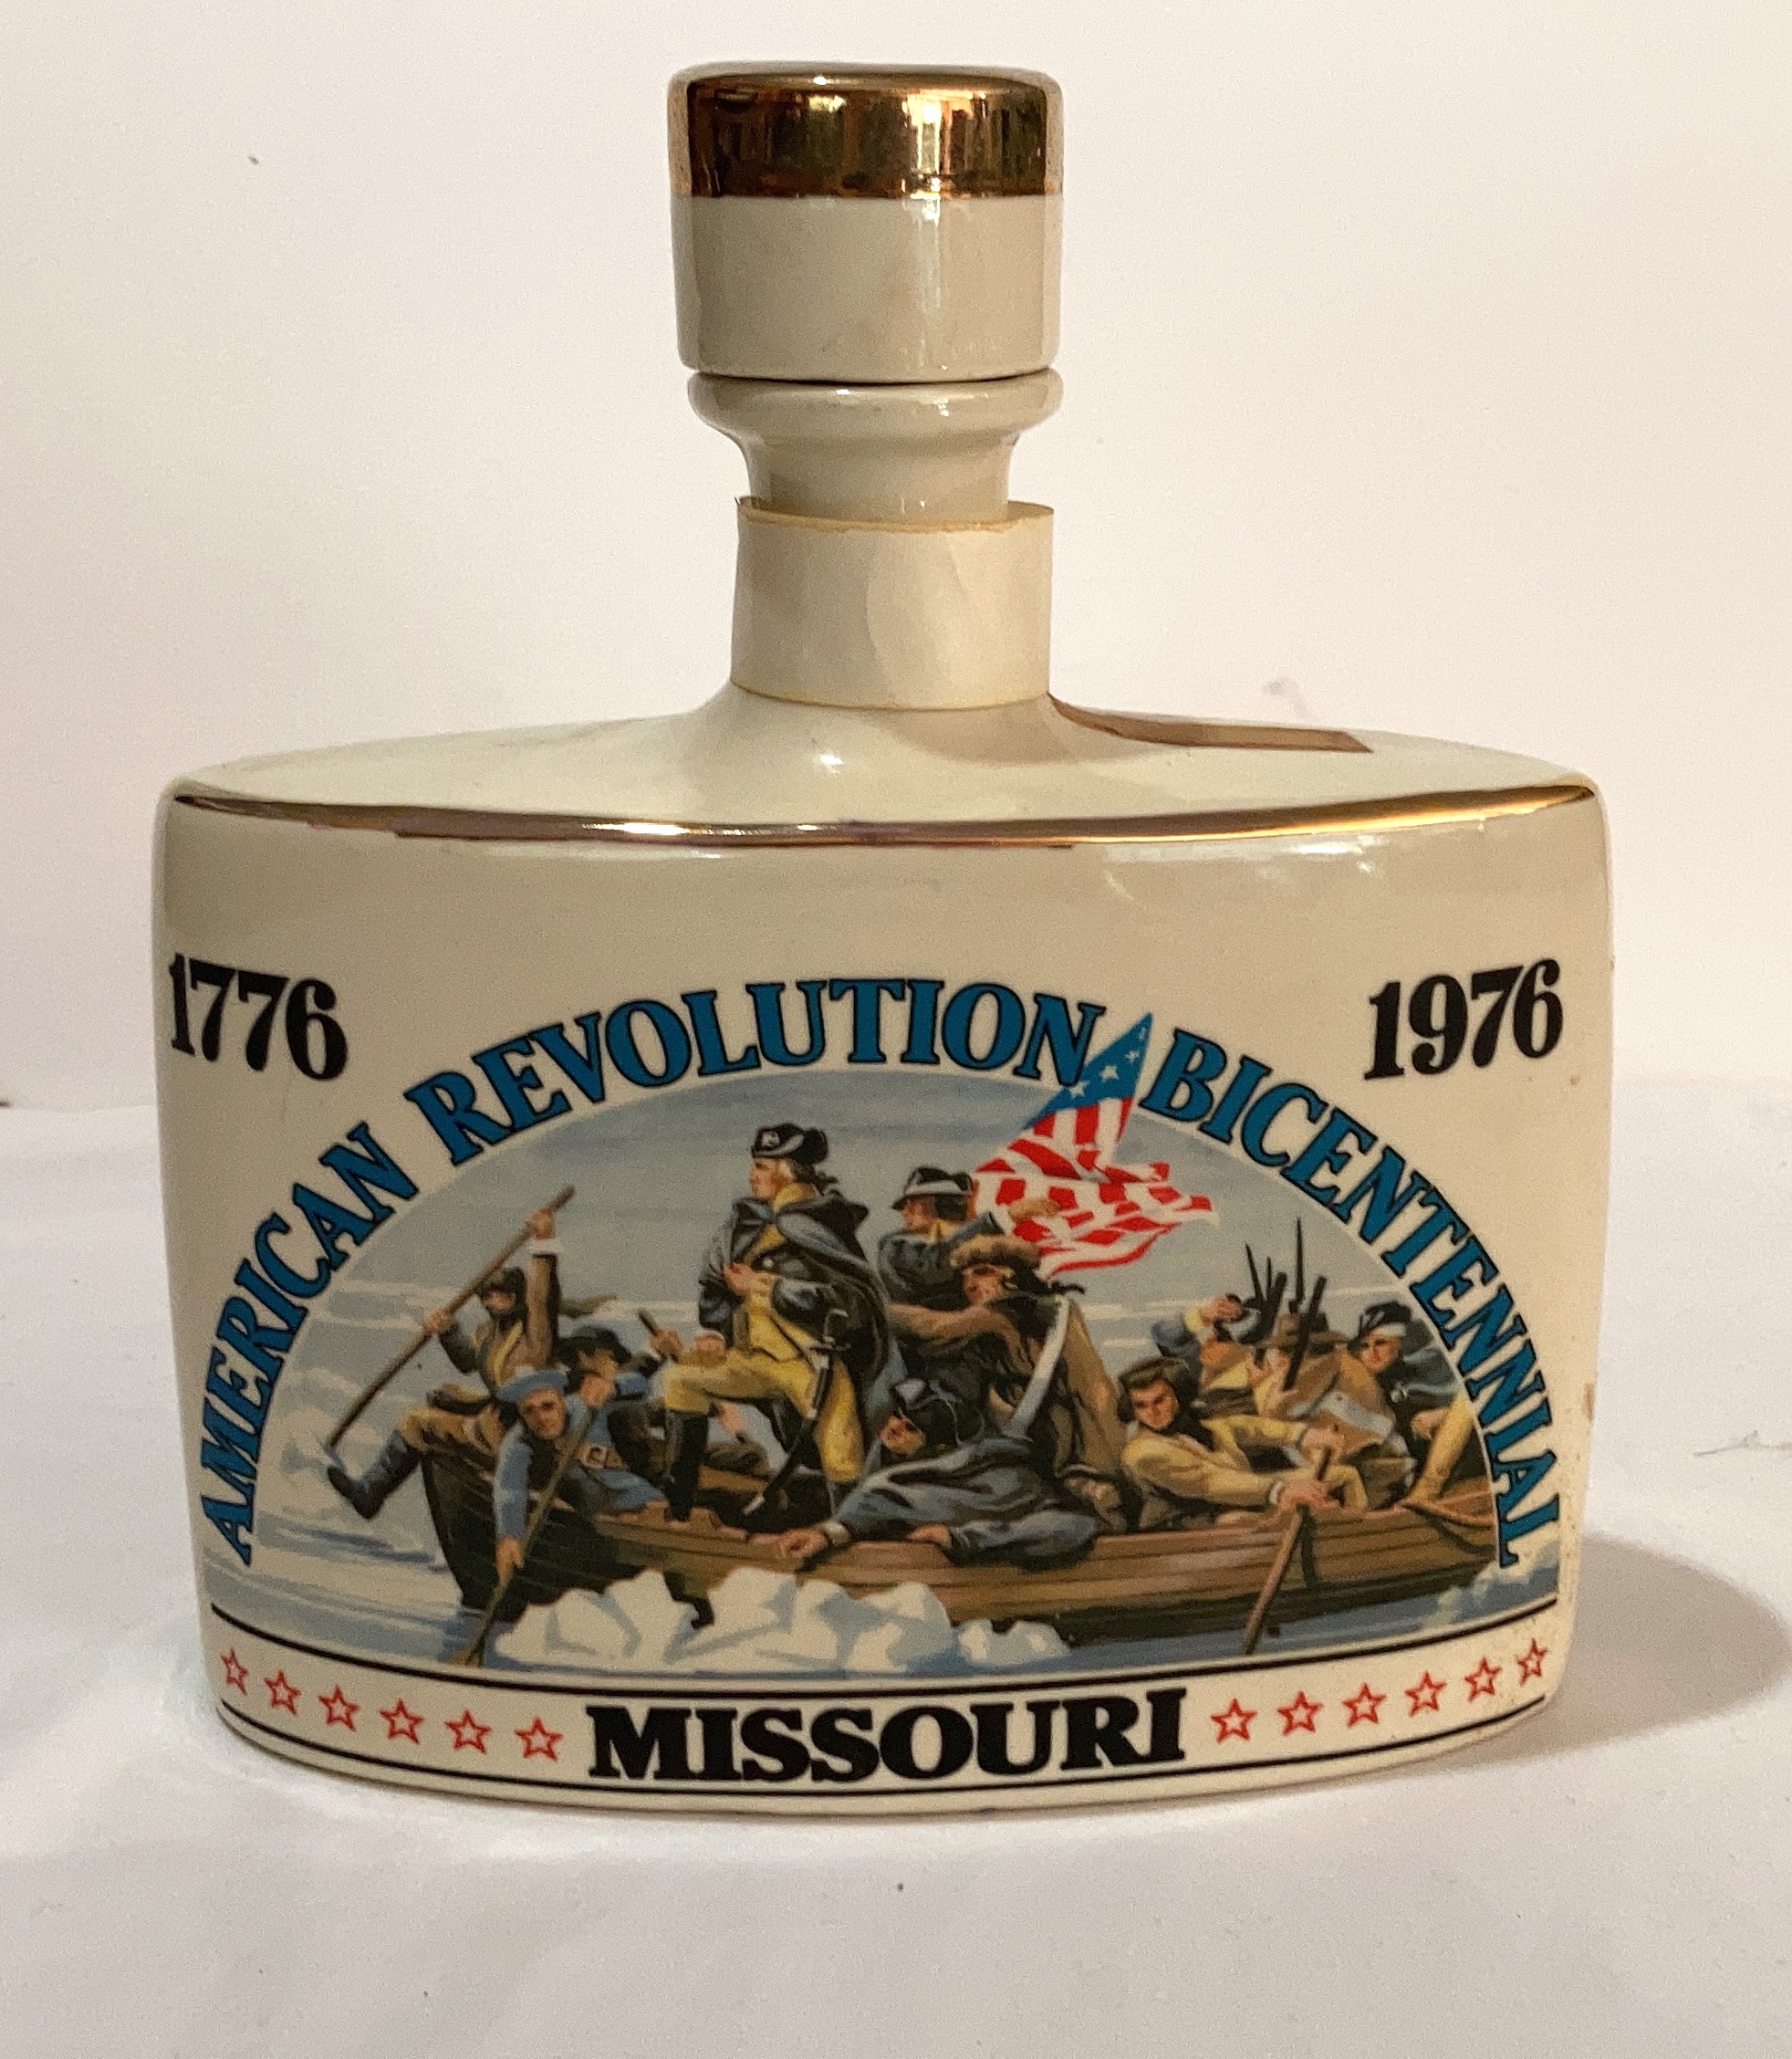 1776
1976
AMERICAN REVOLUTION BICENTENNIAL
MISSOURI